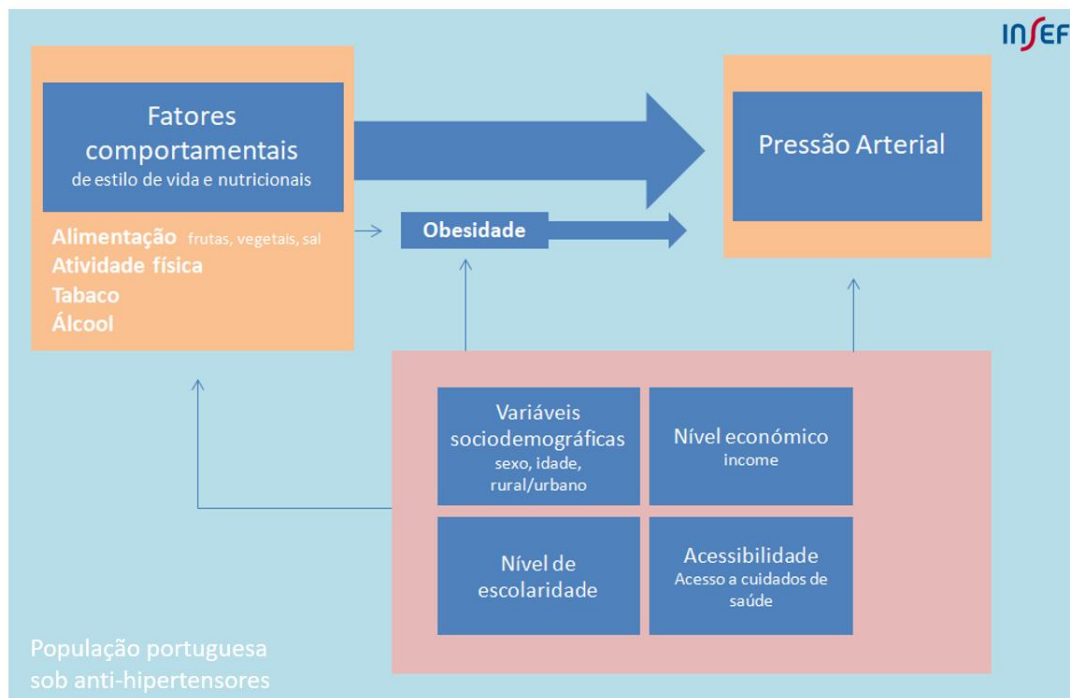 INSEF
Fatores
comportamentais
de estilo de vida e nutricionais
Alimentação frutas, vegetais, sal
Atividade física
Tabaco
Álcool
Obesidade
Pressão Arterial
Variáveis
sociodemográficas
sexo, idade,
rural/urbano
Nível económico
income
Nível de
escolaridade
Acessibilidade
Acesso a cuidados de
saúde
População portuguesa
sob anti-hipertensores